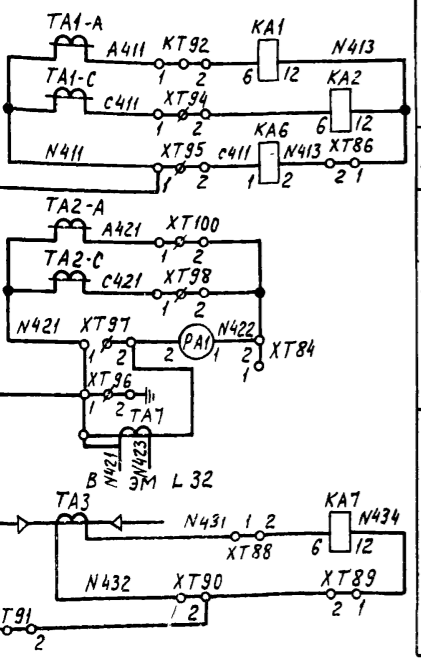 TA1-A
A411 KT92 KA1 N413
1 2 6 12
TA1-C
C411 XT94 KA2
1 2 6 12
N411 XT95 C411 KA6 N413 XT86
1 2 1 2 2 1
TA2-A
A421 XT100
1 2
TA2-C
C421 XT98
1 2
N421 XT97 PA1 N422
1 2 2 1 2
XT84
1
XT96
1 2
TA7
N421 N423
В ЭМ L32
TA3
N431 1 2 KA7 N434
XT88 6 12
N432 XT90 XT89
1 2 2 1
T91
2